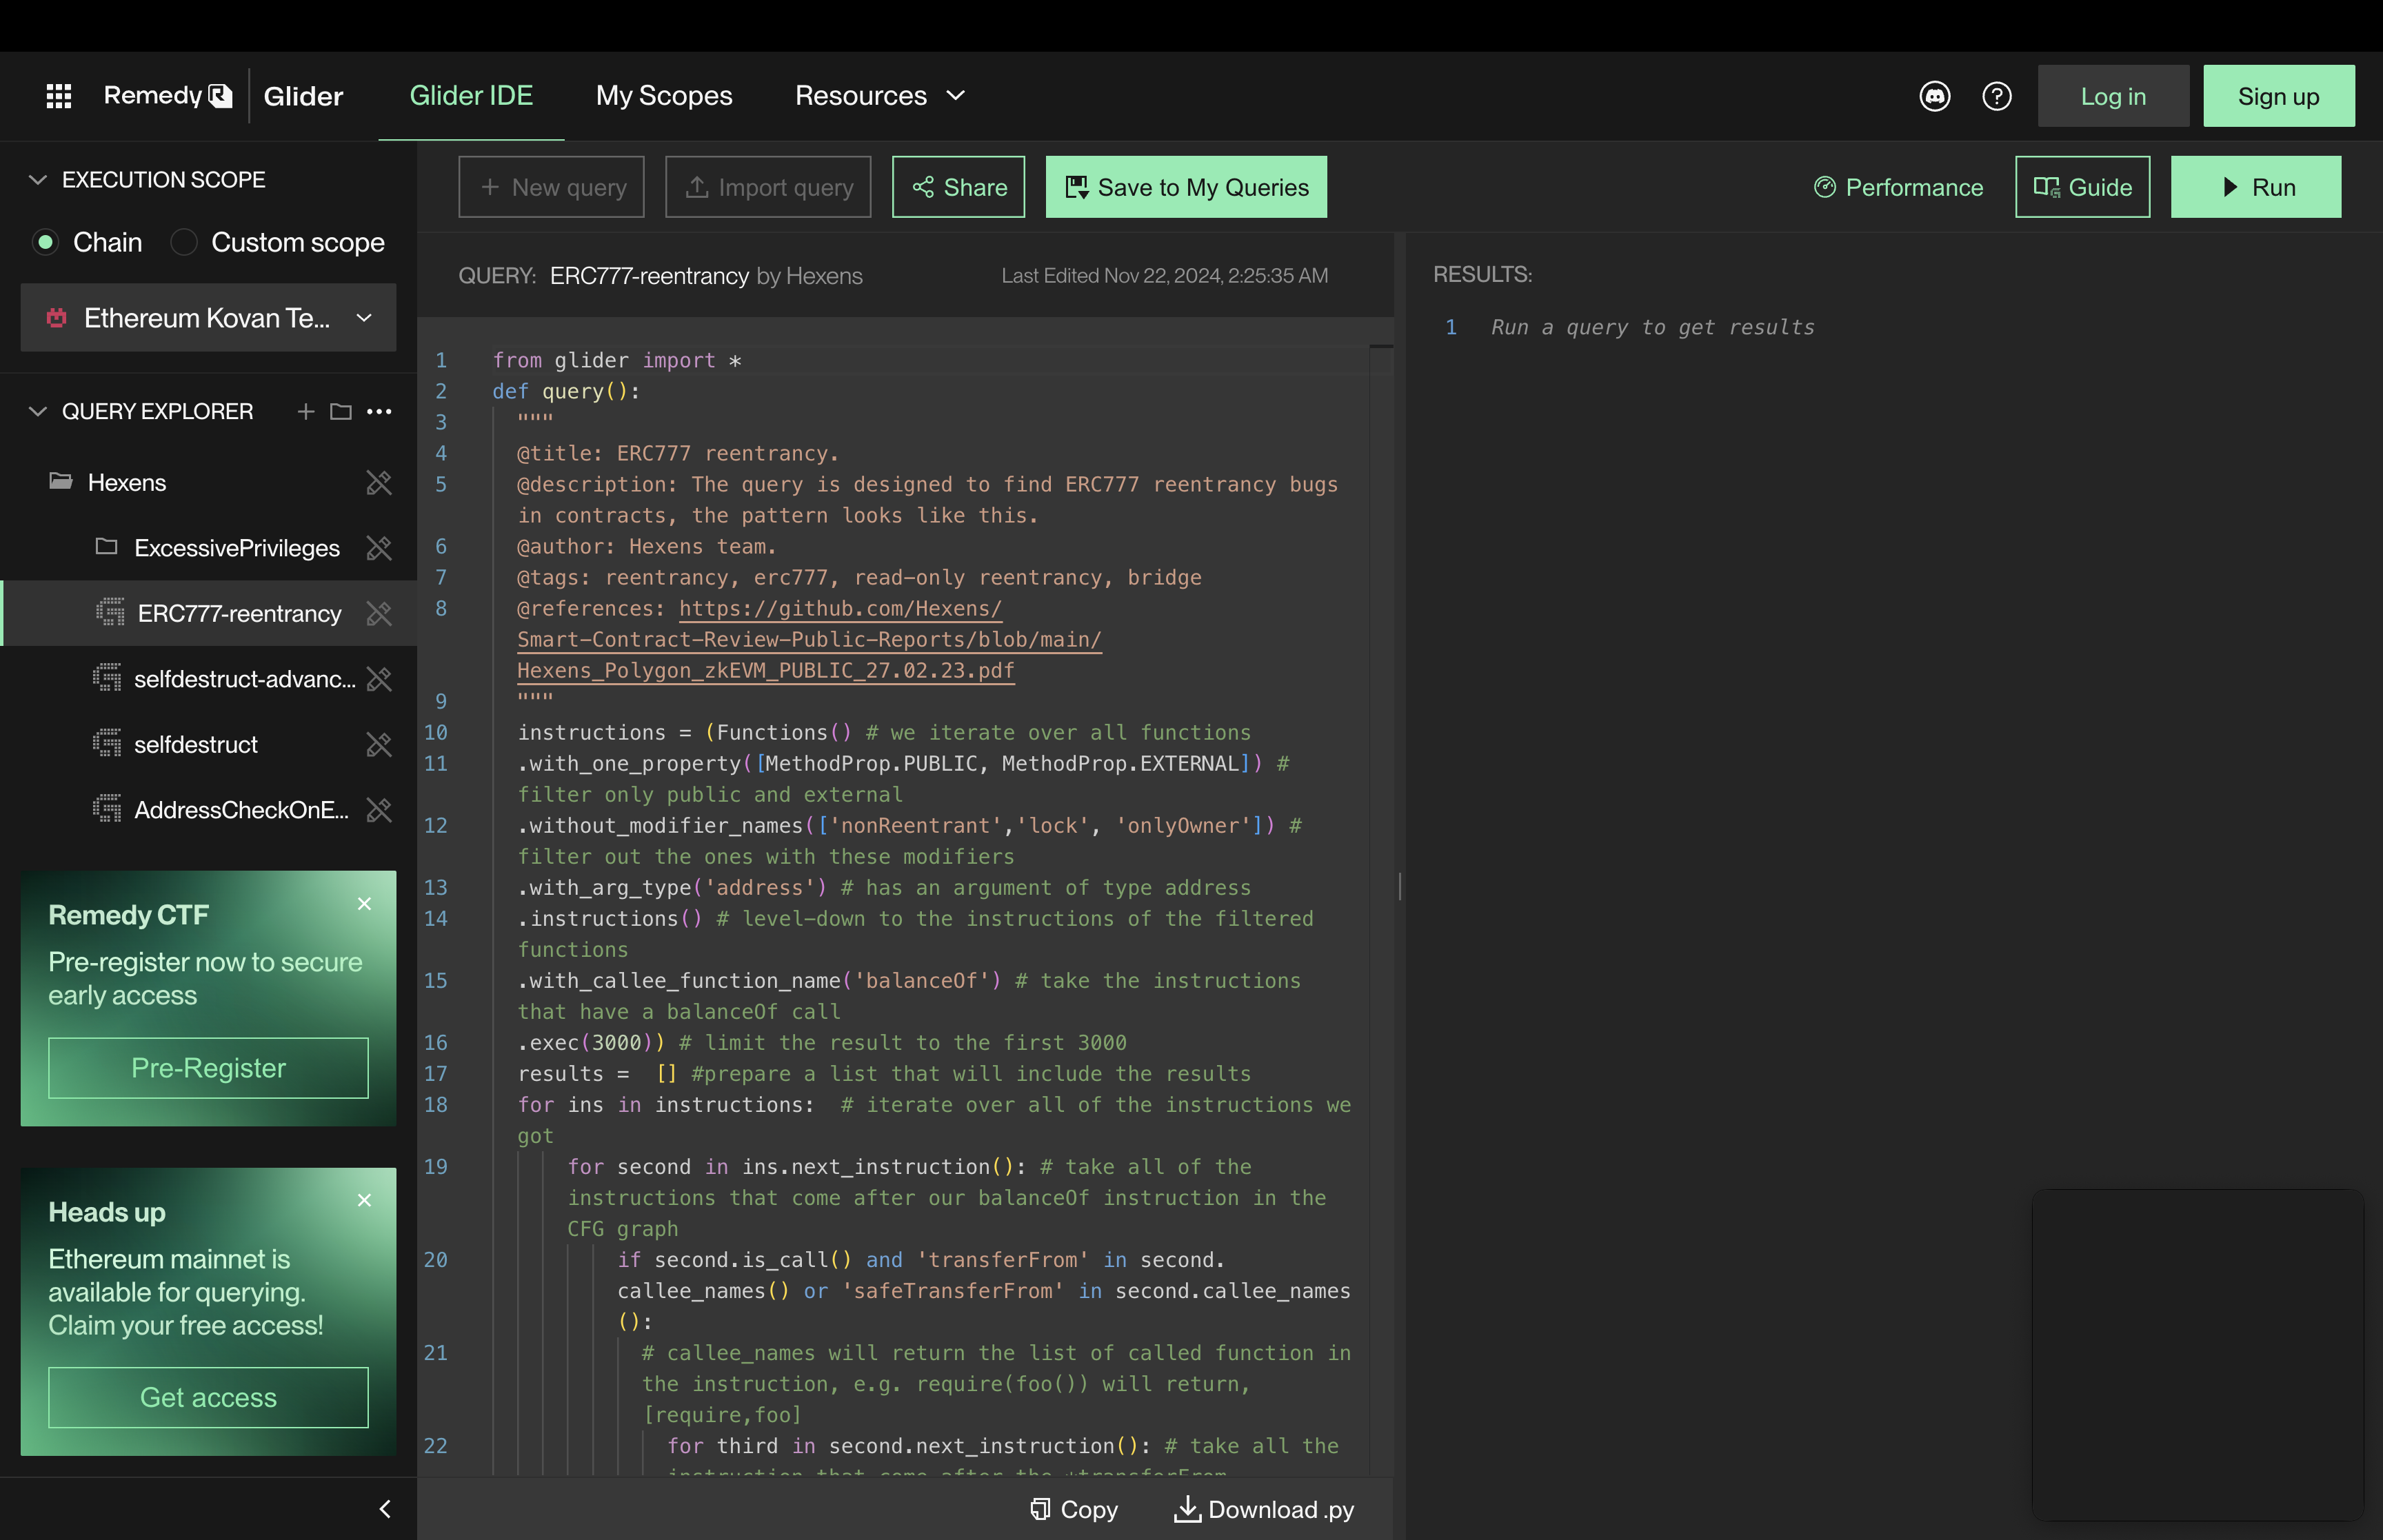 Remedy
Glider
Glider IDE
My Scopes
Resources
Log in
Sign up
EXECUTION SCOPE
Chain
Custom scope
Ethereum Kovan Te...
QUERY EXPLORER
Hexens
ExcessivePrivileges
ERC777-reentrancy
selfdestruct-advanc...
selfdestruct
AddressCheckOnE...
Remedy CTF
Pre-register now to secure
early access
Pre-Register
Heads up
Ethereum mainnet is
available for querying.
Claim your free access!
Get access
New query
Import query
Share
Save to My Queries
Performance
Guide
Run
QUERY: ERC777-reentrancy by Hexens
Last Edited Nov 22, 2024, 2:25:35 AM
1 from glider import *
2 def query():
3 """
4 @title: ERC777 reentrancy.
5 @description: The query is designed to find ERC777 reentrancy bugs
in contracts, the pattern looks like this.
6 @author: Hexens team.
7 @tags: reentrancy, erc777, read-only reentrancy, bridge
8 @references: https://github.com/Hexens/
Smart-Contract-Review-Public-Reports/blob/main/
Hexens_Polygon_zkEVM_PUBLIC_27.02.23.pdf
9 """
10 instructions = (Functions() # we iterate over all functions
11 .with_one_property([MethodProp.PUBLIC, MethodProp.EXTERNAL]) #
filter only public and external
12 .without_modifier_names(['nonReentrant','lock', 'onlyOwner']) #
filter out the ones with these modifiers
13 .with_arg_type('address') # has an argument of type address
14 .instructions() # level-down to the instructions of the filtered
functions
15 .with_callee_function_name('balanceOf') # take the instructions
that have a balanceOf call
16 .exec(3000)) # limit the result to the first 3000
17 results =  [] #prepare a list that will include the results
18 for ins in instructions:  # iterate over all of the instructions we
got
19 for second in ins.next_instruction(): # take all of the
instructions that come after our balanceOf instruction in the
CFG graph
20 if second.is_call() and 'transferFrom' in second.
callee_names() or 'safeTransferFrom' in second.callee_names
():
21 # callee_names will return the list of called function in
the instruction, e.g. require(foo()) will return,
[require,foo]
22 for third in second.next_instruction(): # take all the
instruction that come after the *transferFrom
Copy
Download .py
RESULTS:
1 Run a query to get results